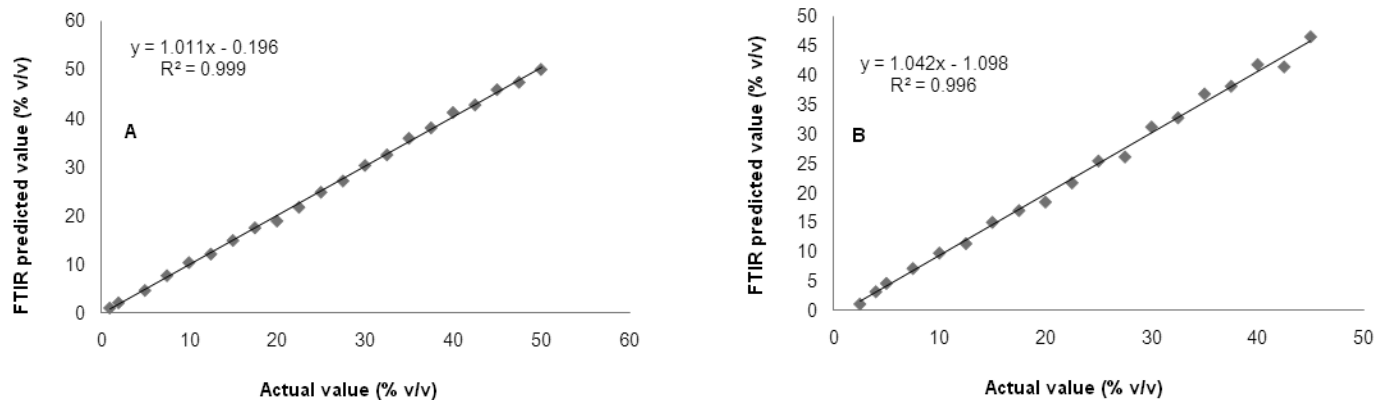 60
50
40
30
20
10
0
FTIR predicted value (% v/v)
y = 1.011x - 0.196
R² = 0.999
A
0 10 20 30 40 50 60
Actual value (% v/v)
50
45
40
35
30
25
20
15
10
5
0
FTIR predicted value (% v/v)
y = 1.042x - 1.098
R² = 0.996
B
0 10 20 30 40 50
Actual value (% v/v)